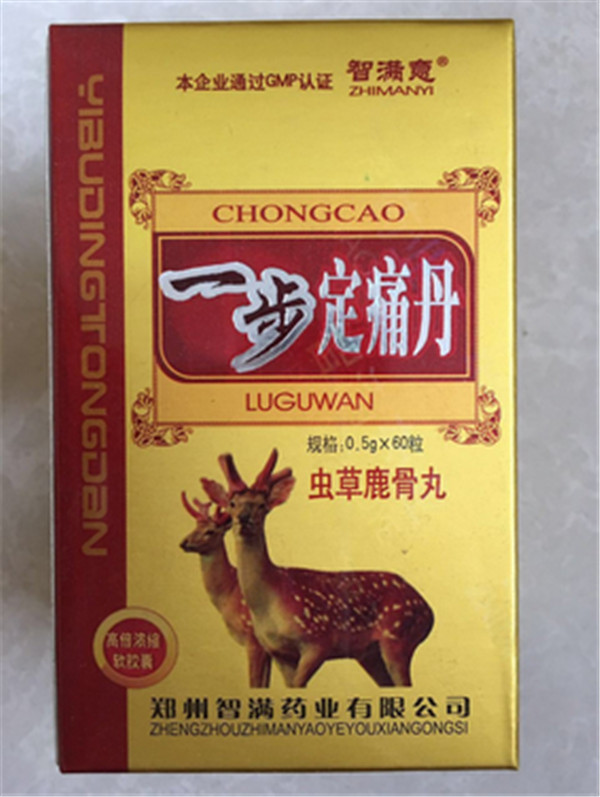 本企业通过GMP认证
智满意®
ZHIMANYI
YIBUDINGTONGDAN
CHONGCAO
一步定痛丹
LUGUWAN
规格:0.5g×60粒
虫草鹿骨丸
高倍浓缩
软胶囊
郑州智满药业有限公司
ZHENGZHOUZHIMANYAOYEYOUXIANGONGSI